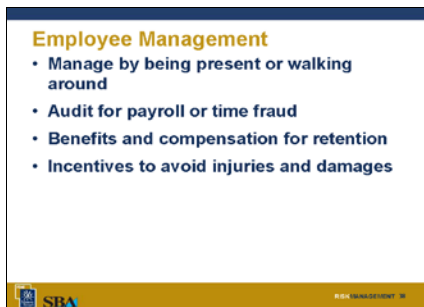 Employee Management
• Manage by being present or walking
around
• Audit for payroll or time fraud
• Benefits and compensation for retention
• Incentives to avoid injuries and damages
SBA
RISK MANAGEMENT